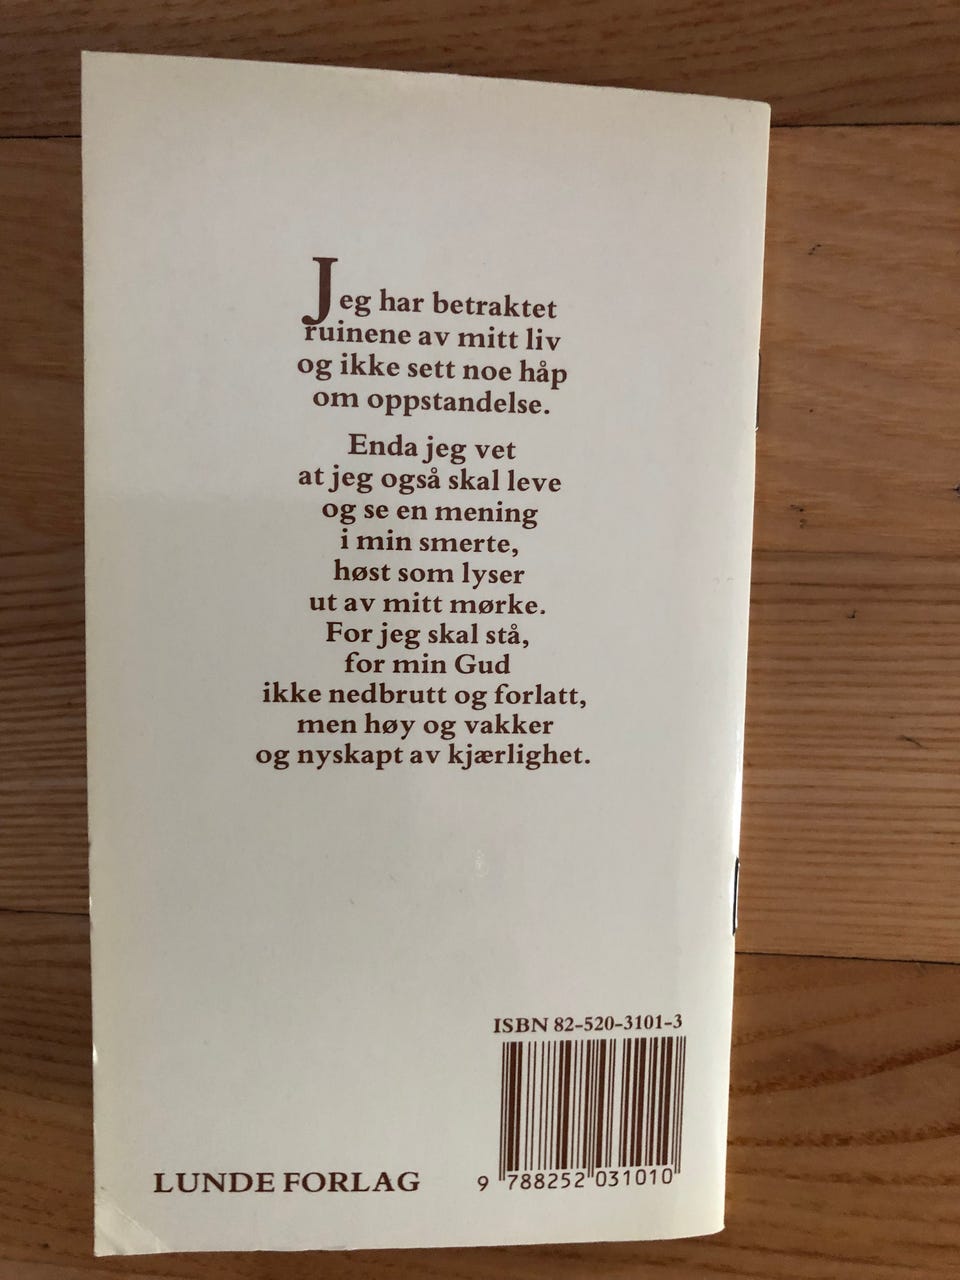 Jeg har betraktet
ruinene av mitt liv
og ikke sett noe håp
om oppstandelse.
Enda jeg vet
at jeg også skal leve
og se en mening
i min smerte,
høst som lyser
ut av mitt mørke.
For jeg skal stå,
for min Gud
ikke nedbrutt og forlatt,
men høy og vakker
og nyskapt av kjærlighet.
ISBN 82-520-3101-3
9 788252 031010
LUNDE FORLAG